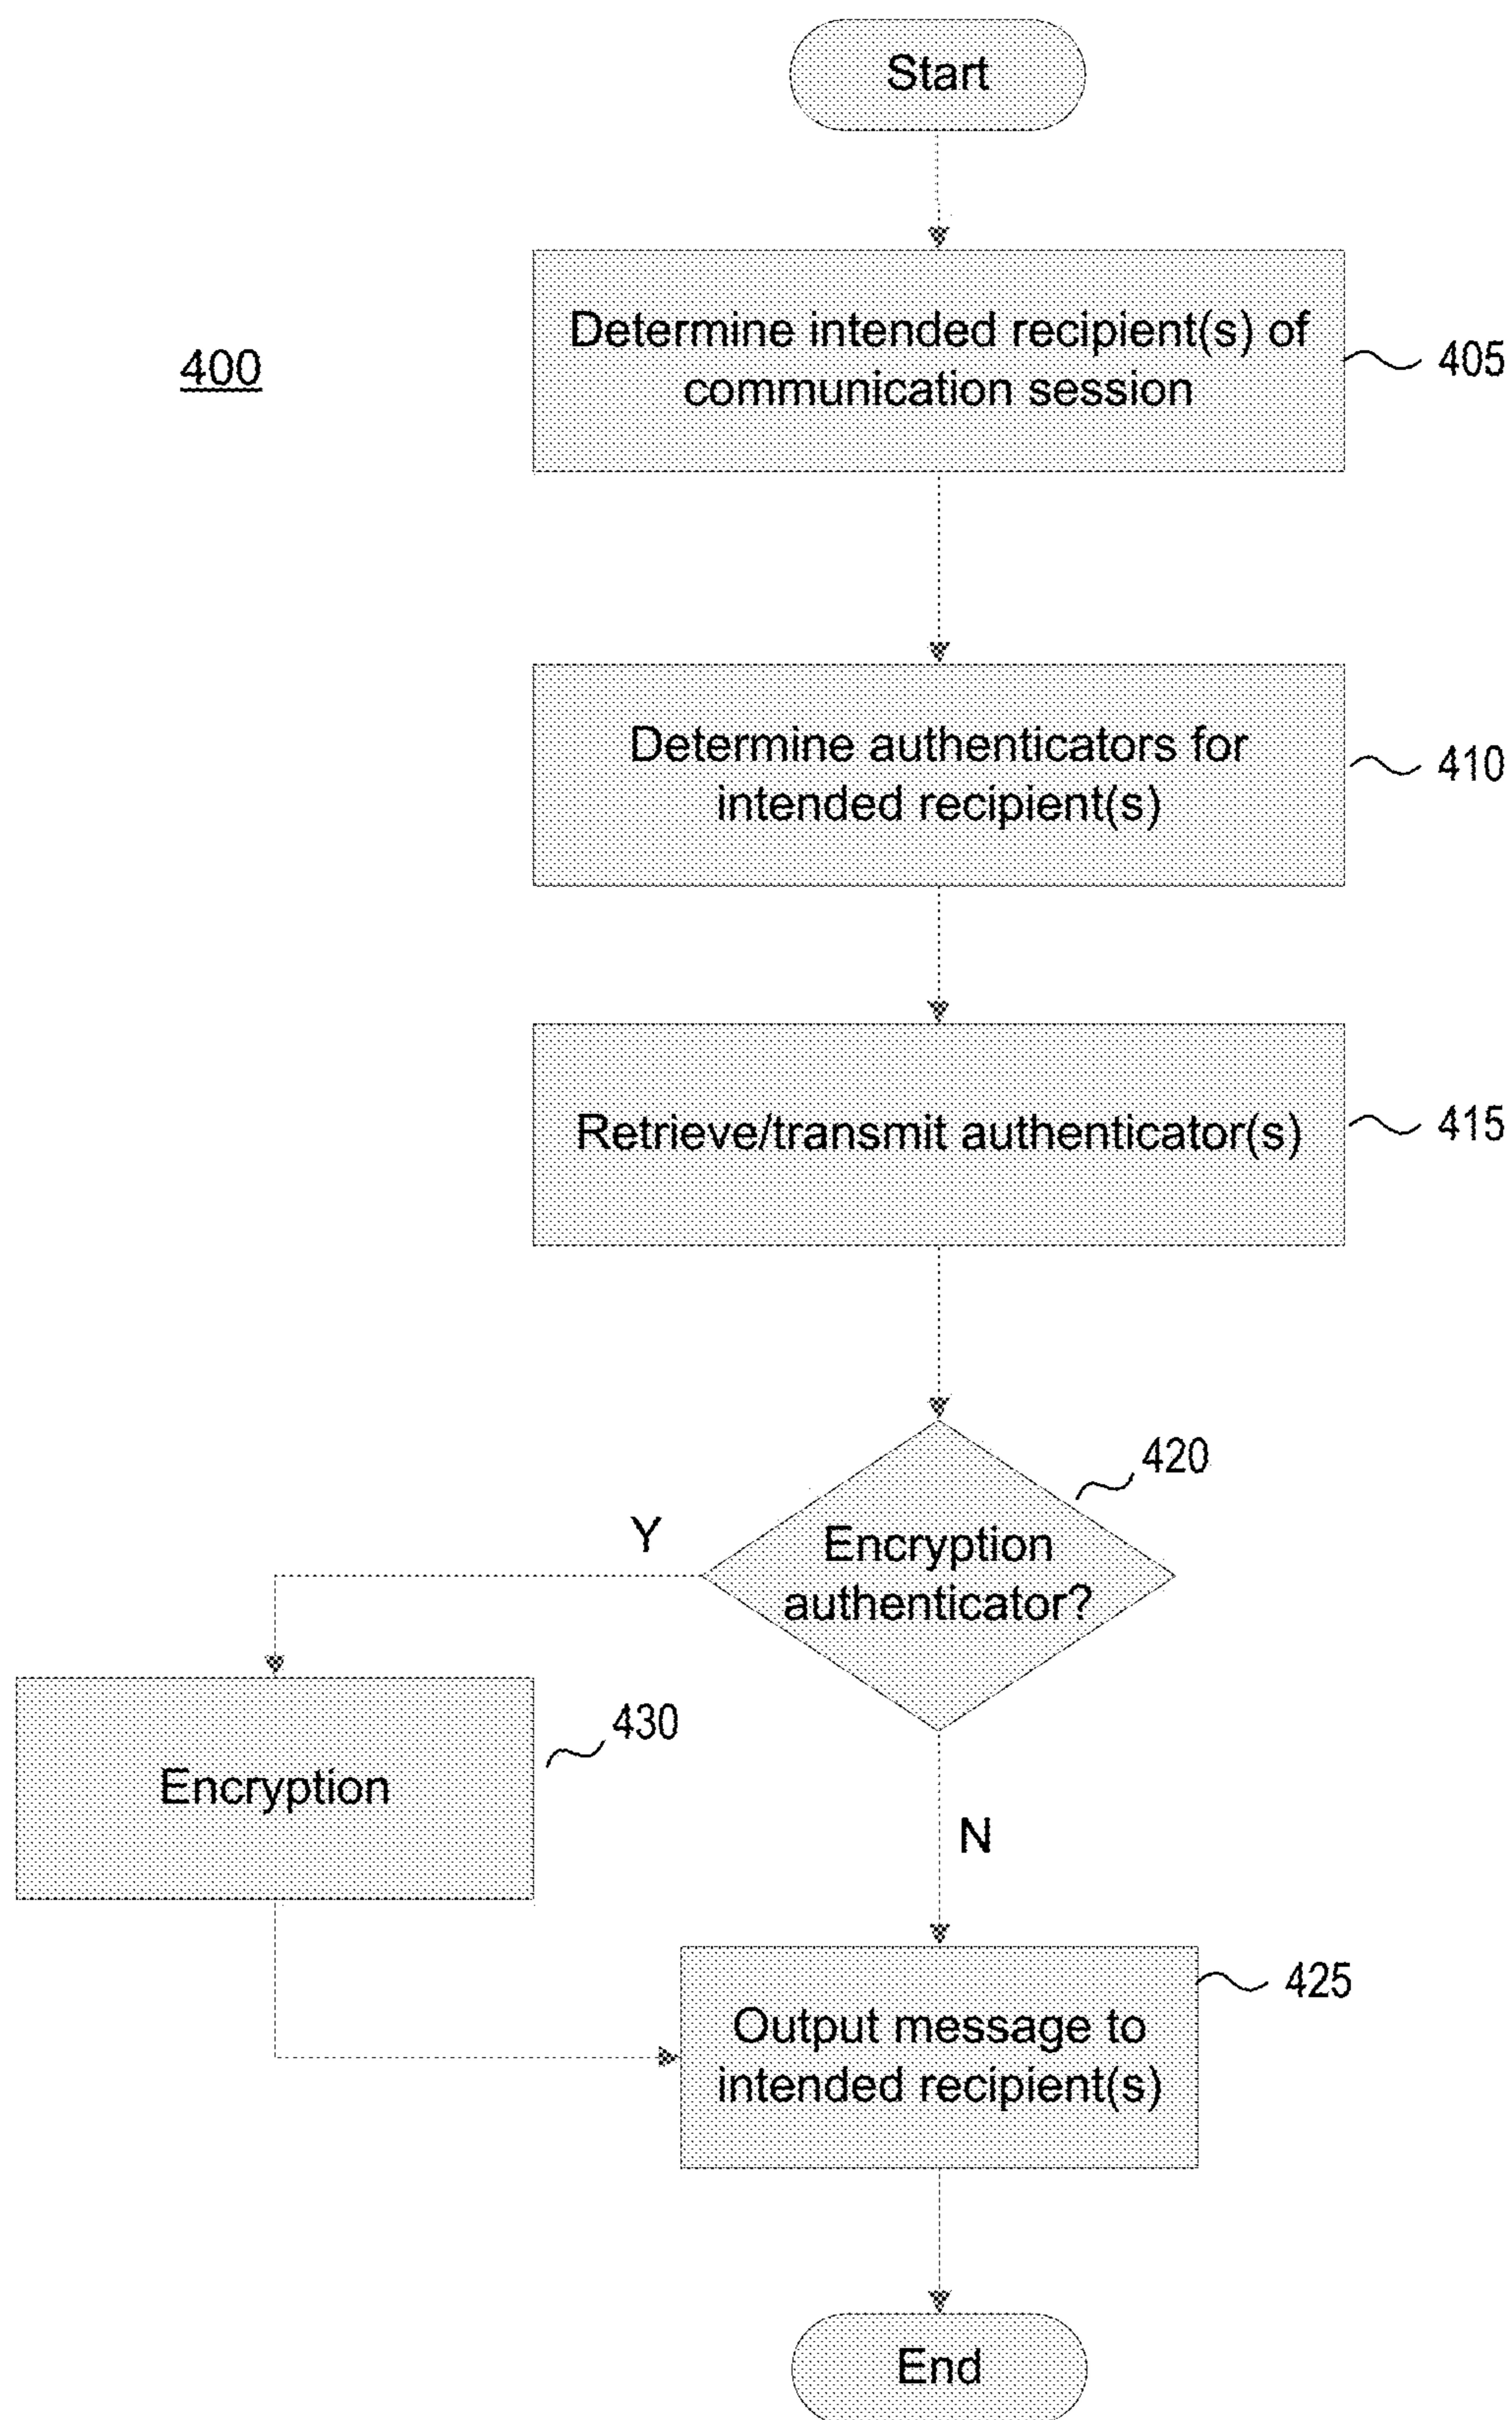 Start
400
Determine intended recipient(s) of
communication session
405
Determine authenticators for
intended recipient(s)
410
Retrieve/transmit authenticator(s)
415
420
Encryption
authenticator?
Y
430
Encryption
N
425
Output message to
intended recipient(s)
End